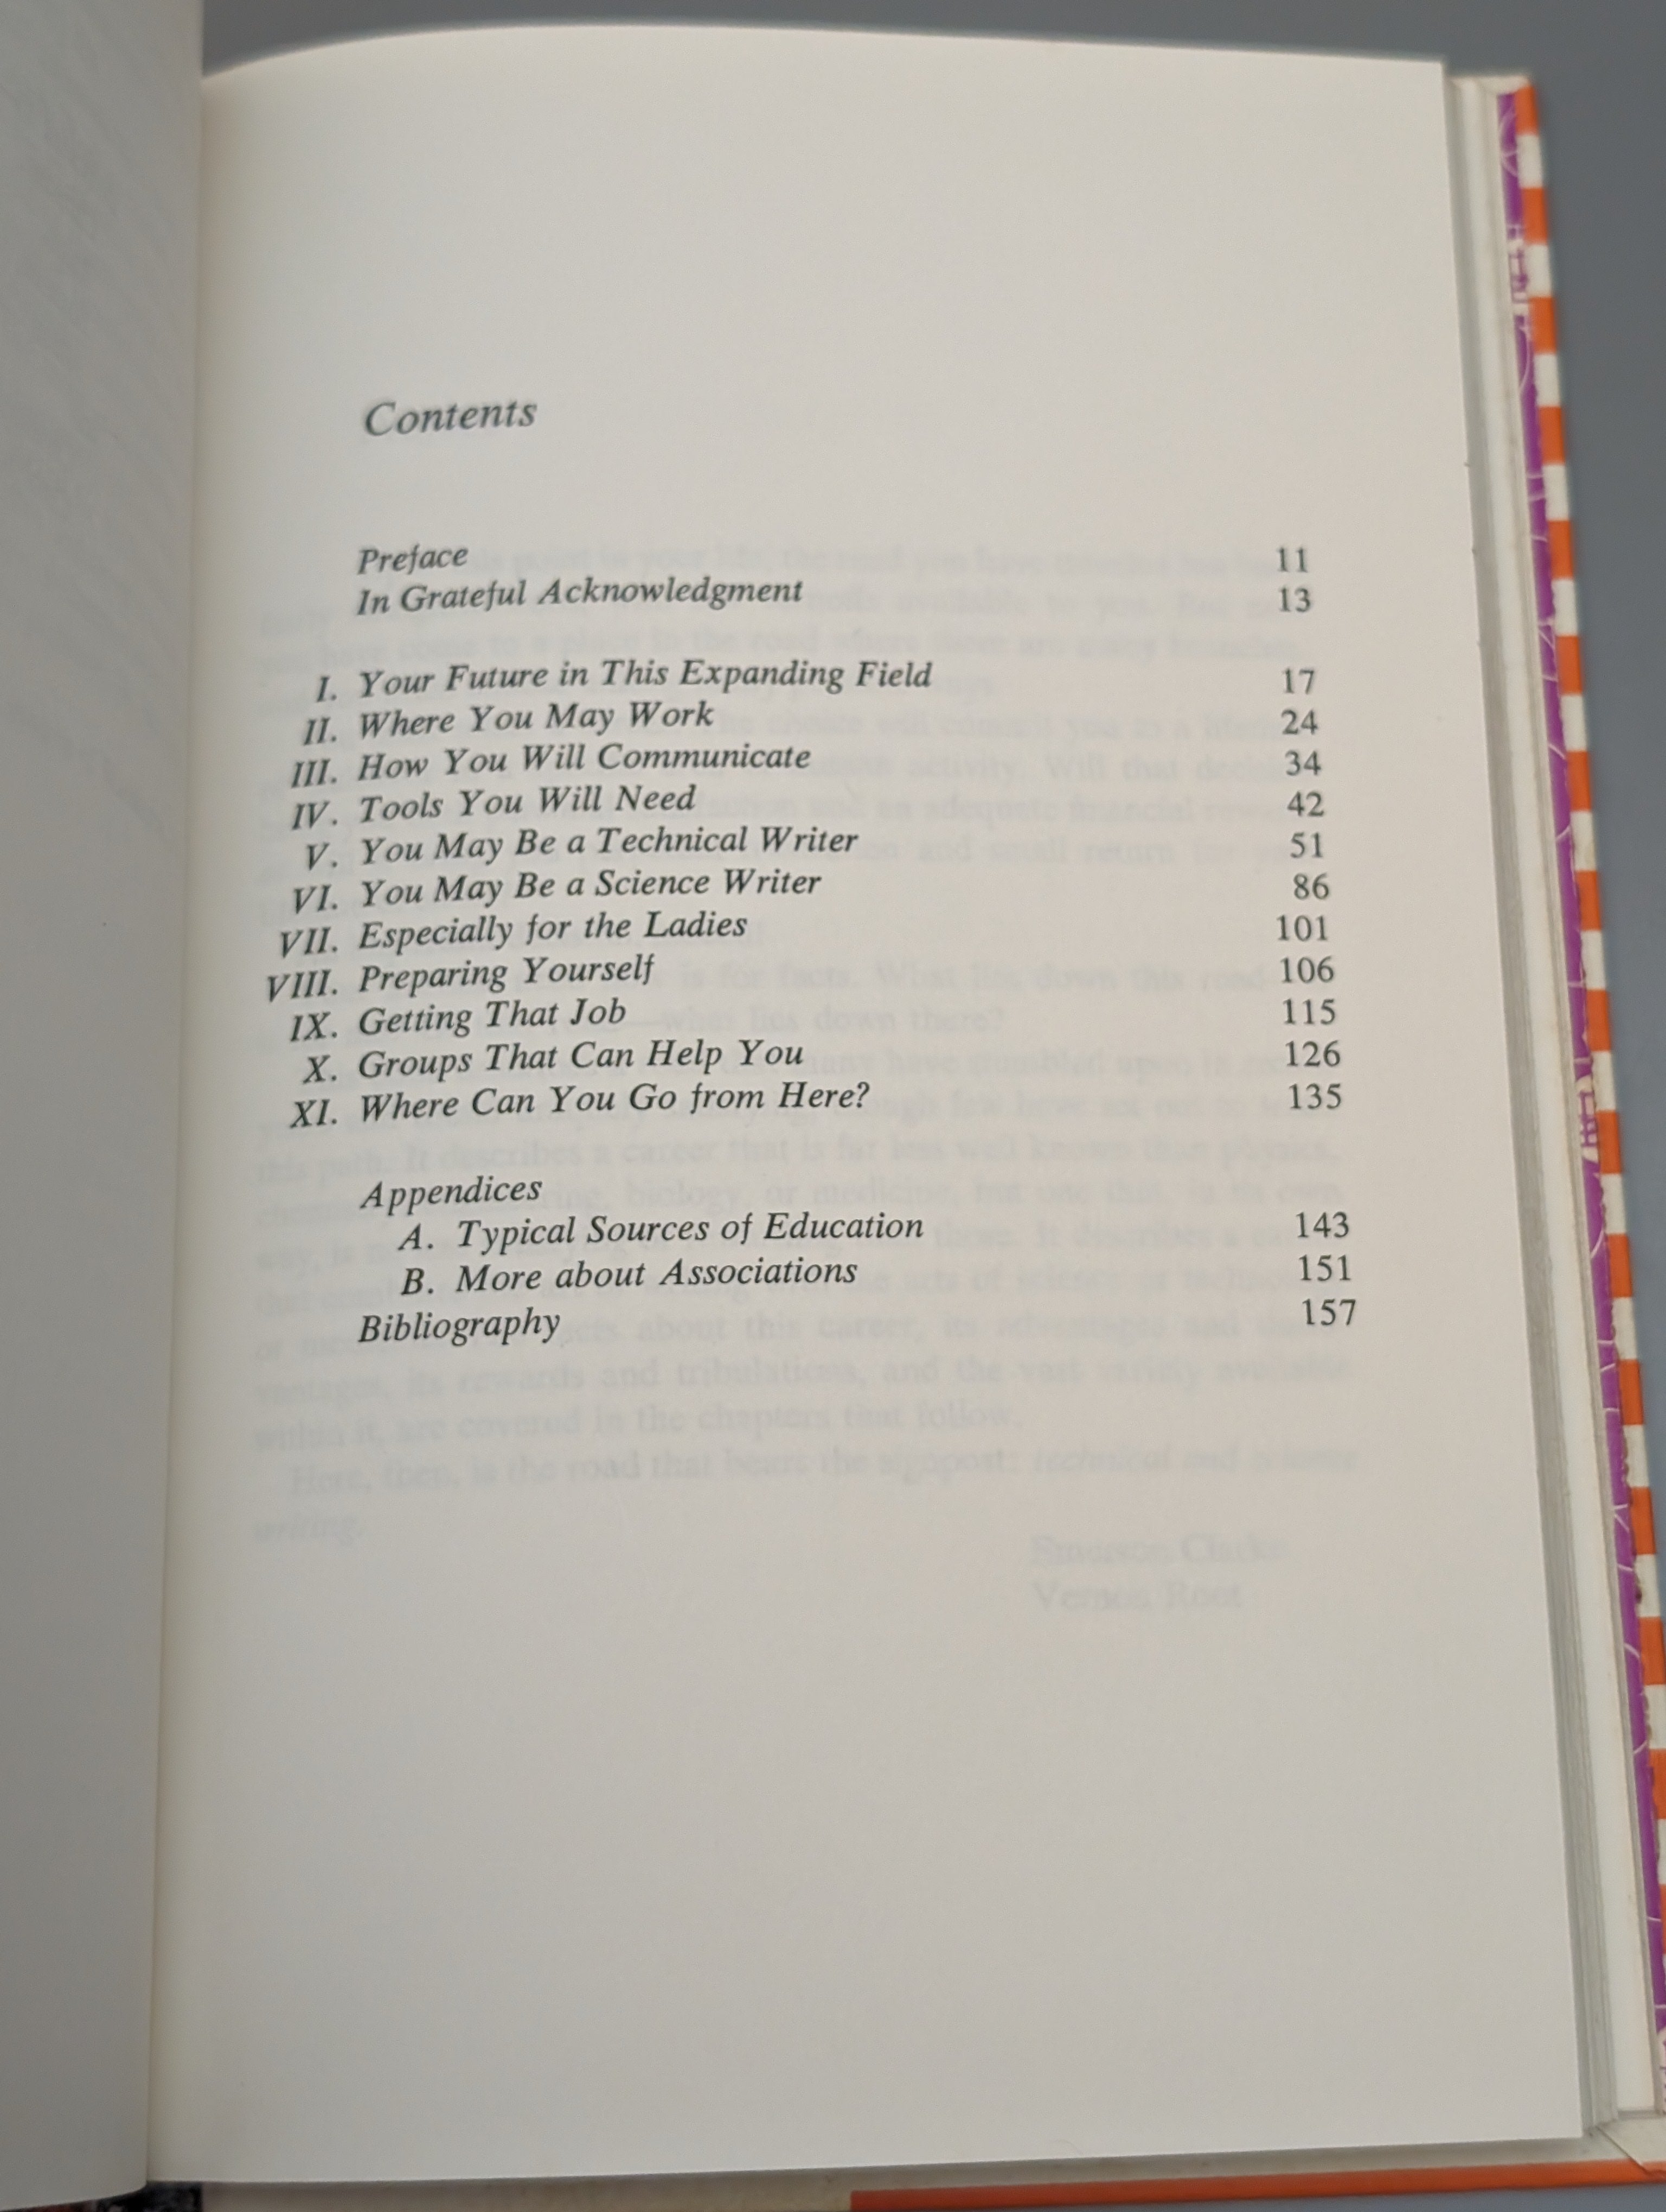 Contents
Preface 11
In Grateful Acknowledgment 13
I. Your Future in This Expanding Field 17
II. Where You May Work 24
III. How You Will Communicate 34
IV. Tools You Will Need 42
V. You May Be a Technical Writer 51
VI. You May Be a Science Writer 86
VII. Especially for the Ladies 101
VIII. Preparing Yourself 106
IX. Getting That Job 115
X. Groups That Can Help You 126
XI. Where Can You Go from Here? 135
Appendices
A. Typical Sources of Education 143
B. More about Associations 151
Bibliography 157